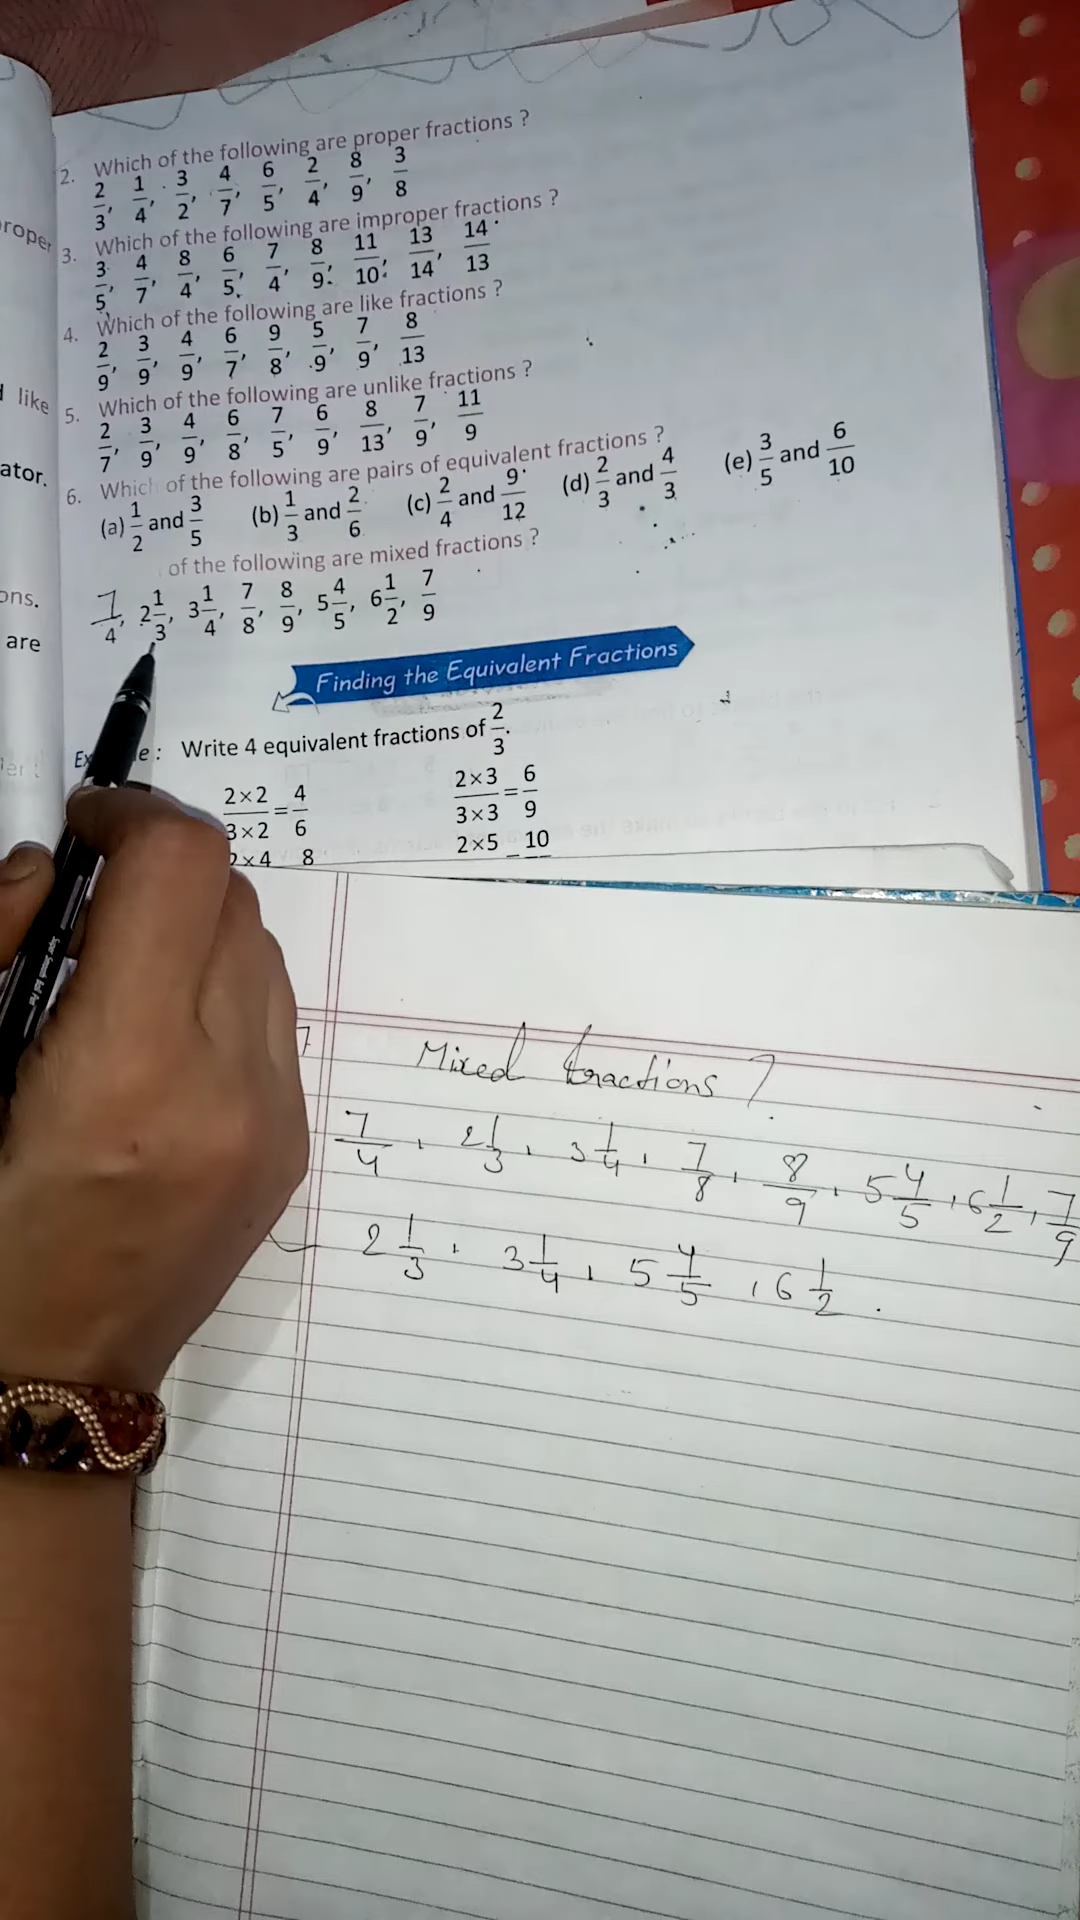 2. Which of the following are proper fractions ?
2/3, 1/4, 3/2, 4/7, 6/5, 2/4, 8/9, 3/8
3. Which of the following are improper fractions ?
3/5, 4/7, 8/4, 6/5, 7/4, 8/9, 11/10, 13/14, 14/13
4. Which of the following are like fractions ?
2/9, 3/9, 4/9, 6/7, 9/8, 5/9, 7/9, 8/13
5. Which of the following are unlike fractions ?
2/7, 3/9, 4/9, 6/8, 7/5, 6/9, 8/13, 7/9, 11/9
6. Which of the following are pairs of equivalent fractions ?
(a) 1/2 and 3/5 (b) 1/3 and 2/6 (c) 2/4 and 9/12 (d) 2/3 and 4/3 (e) 3/5 and 6/10
of the following are mixed fractions ?
7/4, 2 1/3, 3 1/4, 7/8, 8/9, 5 4/5, 6 1/2, 7/9
Finding the Equivalent Fractions
Write 4 equivalent fractions of 2/3.
2×2/3×2 = 4/6 2×3/3×3 = 6/9
2×4 8 2×5 10
like
ator.
ons.
are
7 Mixed fractions ?
7/4, 2 1/3, 3 1/4, 7/8, 8/9, 5 4/5, 6 1/2, 7/9
2 1/3, 3 1/4, 5 4/5, 6 1/2.